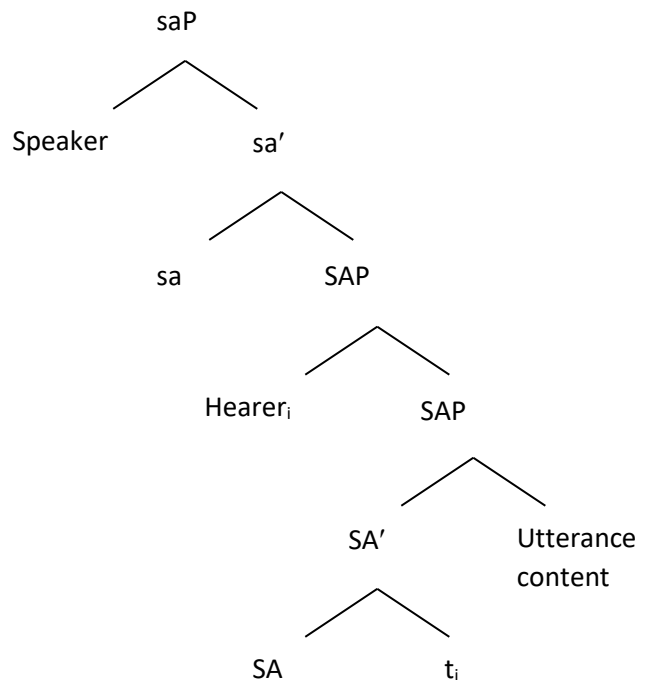 saP
Speaker sa′
sa SAP
Hearerᵢ SAP
SA′ Utterance
content
SA tᵢ